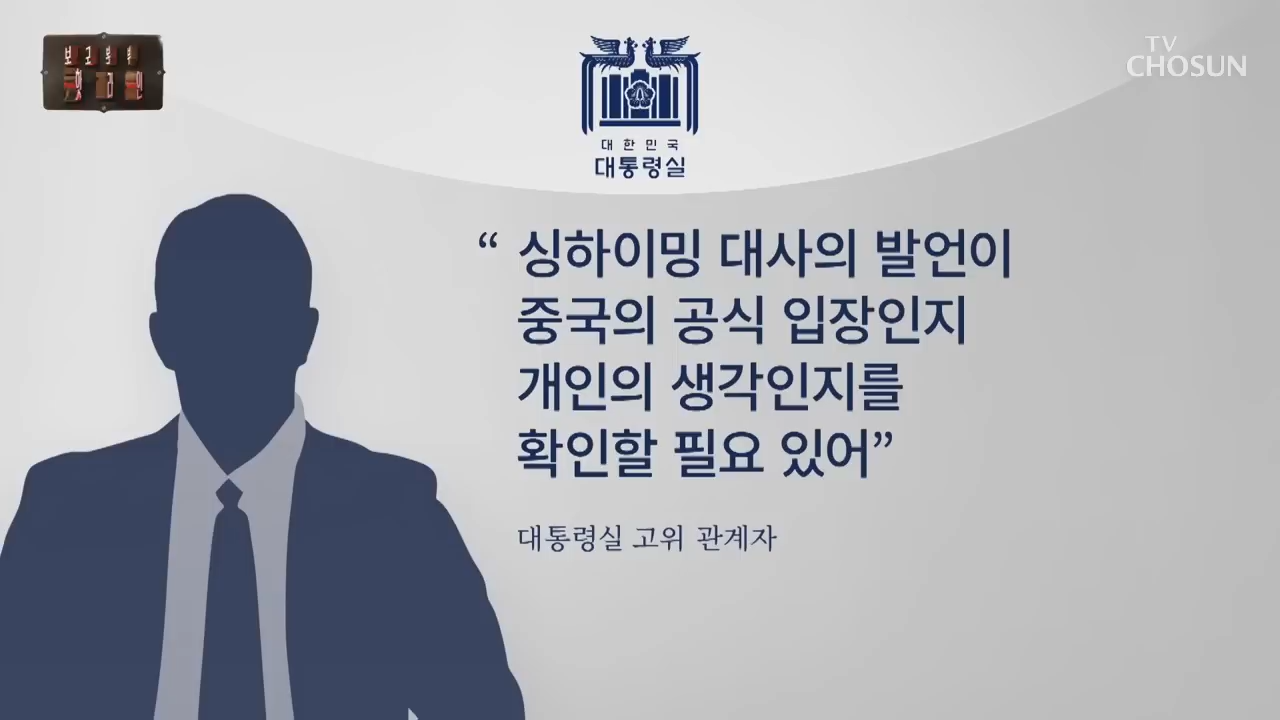 TV
CHOSUN
대한민국
대통령실
“ 싱하이밍 대사의 발언이
중국의 공식 입장인지
개인의 생각인지를
확인할 필요 있어”
대통령실 고위 관계자